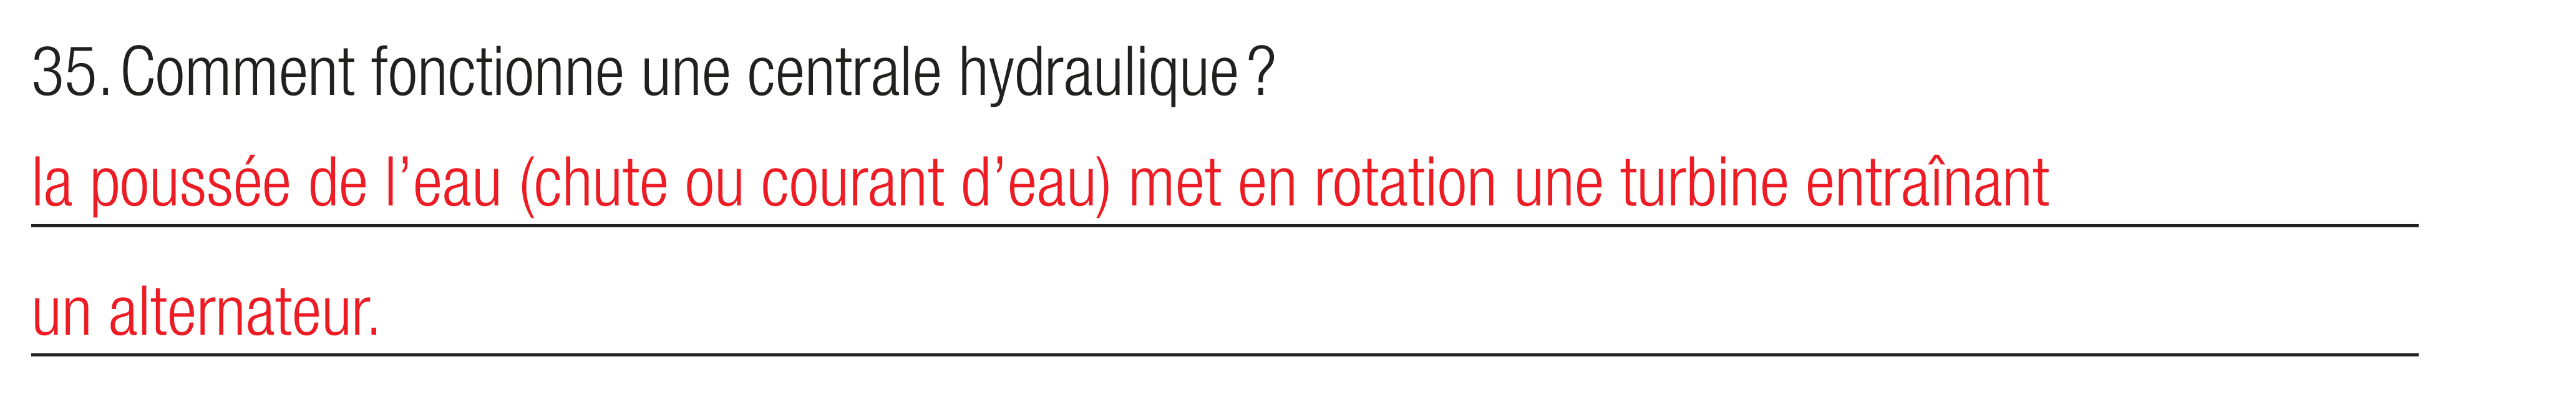 35. Comment fonctionne une centrale hydraulique ?
la poussée de l’eau (chute ou courant d’eau) met en rotation une turbine entraînant
un alternateur.